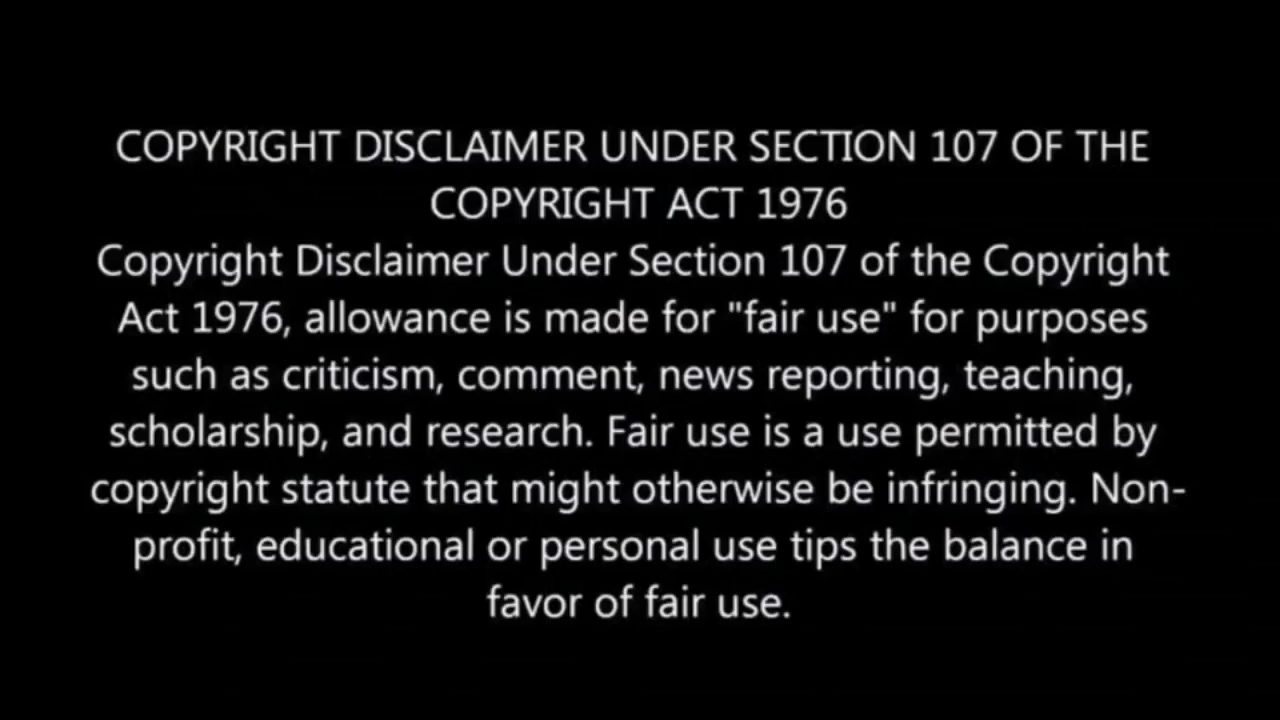 COPYRIGHT DISCLAIMER UNDER SECTION 107 OF THE
COPYRIGHT ACT 1976
Copyright Disclaimer Under Section 107 of the Copyright
Act 1976, allowance is made for "fair use" for purposes
such as criticism, comment, news reporting, teaching,
scholarship, and research. Fair use is a use permitted by
copyright statute that might otherwise be infringing. Non-
profit, educational or personal use tips the balance in
favor of fair use.